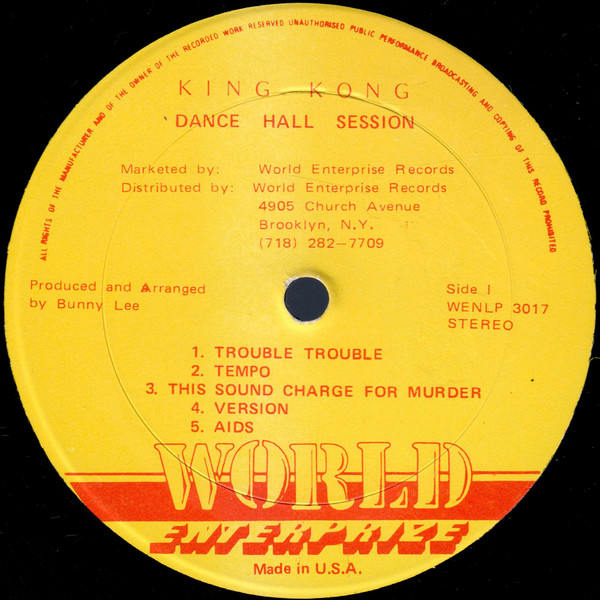 ALL RIGHTS OF THE MANUFACTURER AND OF THE OWNER OF THE RECORDED WORK RESERVED UNAUTHORISED PUBLIC PERFORMANCE BROADCASTING AND COPYING OF THIS RECORD PROHIBITED
KING KONG
DANCE HALL SESSION
Marketed by: World Enterprise Records
Distributed by: World Enterprise Records
4905 Church Avenue
Brooklyn, N.Y.
(718) 282-7709
Produced and Arranged
by Bunny Lee
Side I
WENLP 3017
STEREO
1. TROUBLE TROUBLE
2. TEMPO
3. THIS SOUND CHARGE FOR MURDER
4. VERSION
5. AIDS
WORLD
ENTERPRIZE
Made in U.S.A.